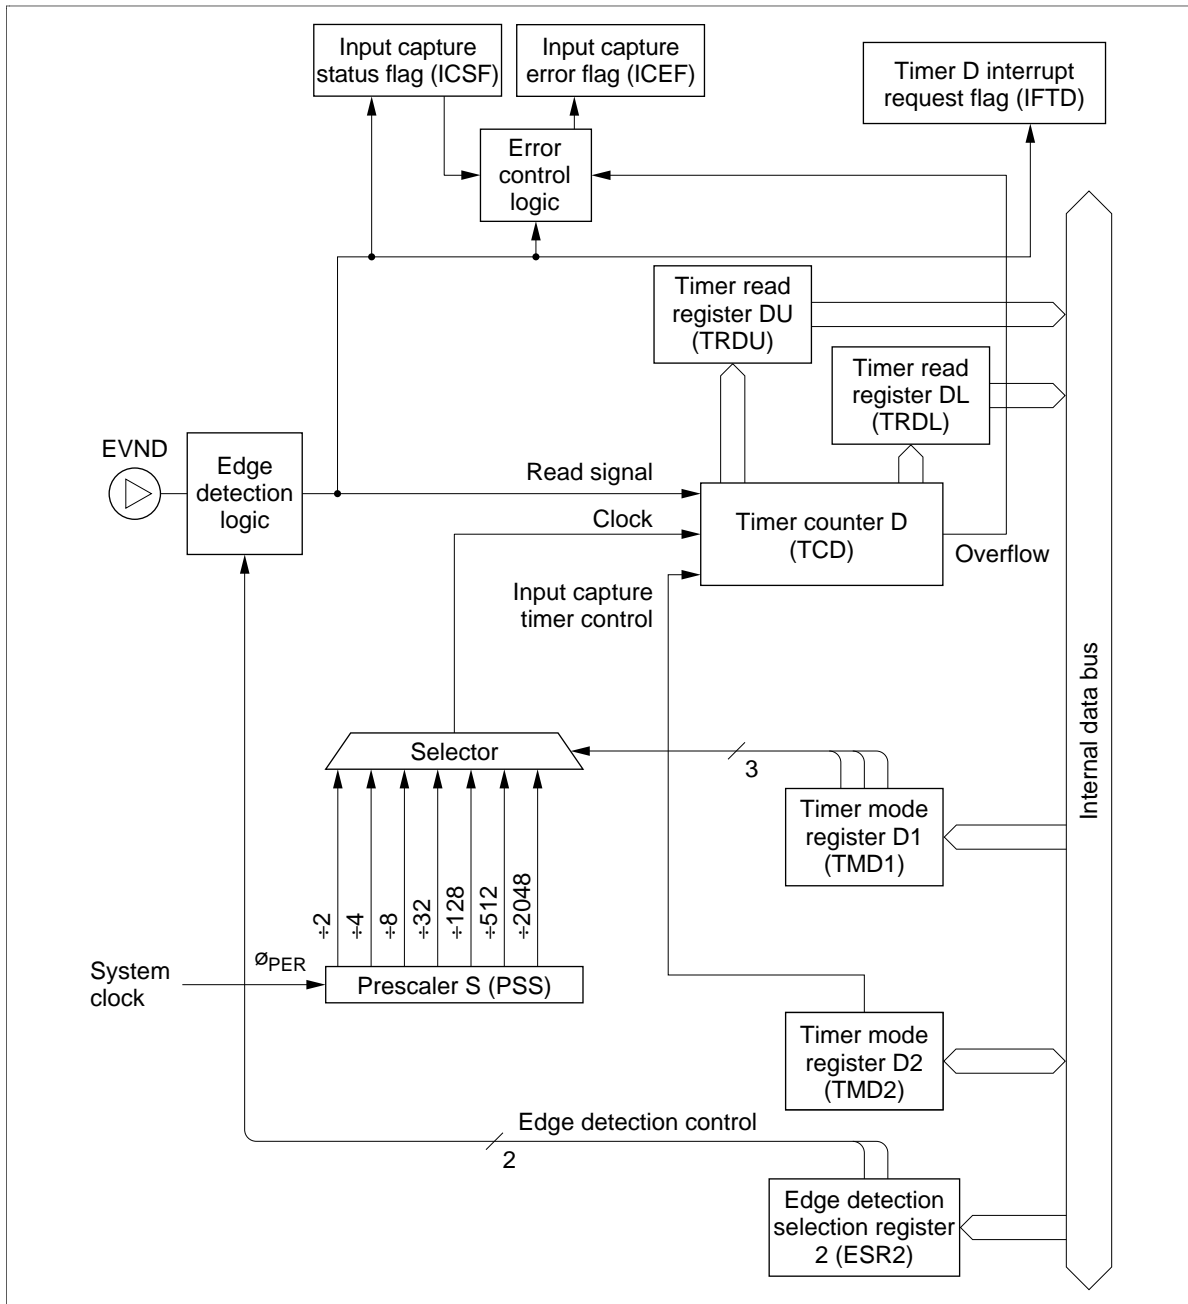 Input capture
status flag (ICSF)
Input capture
error flag (ICEF)
Timer D interrupt
request flag (IFTD)
Error
control
logic
Timer read
register DU
(TRDU)
Timer read
register DL
(TRDL)
EVND
Edge
detection
logic
Read signal
Clock
Timer counter D
(TCD)
Overflow
Input capture
timer control
Internal data bus
Selector
3
Timer mode
register D1
(TMD1)
÷2
÷4
÷8
÷32
÷128
÷512
÷2048
System
clock
øPER
Prescaler S (PSS)
Timer mode
register D2
(TMD2)
Edge detection control
2
Edge detection
selection register
2 (ESR2)